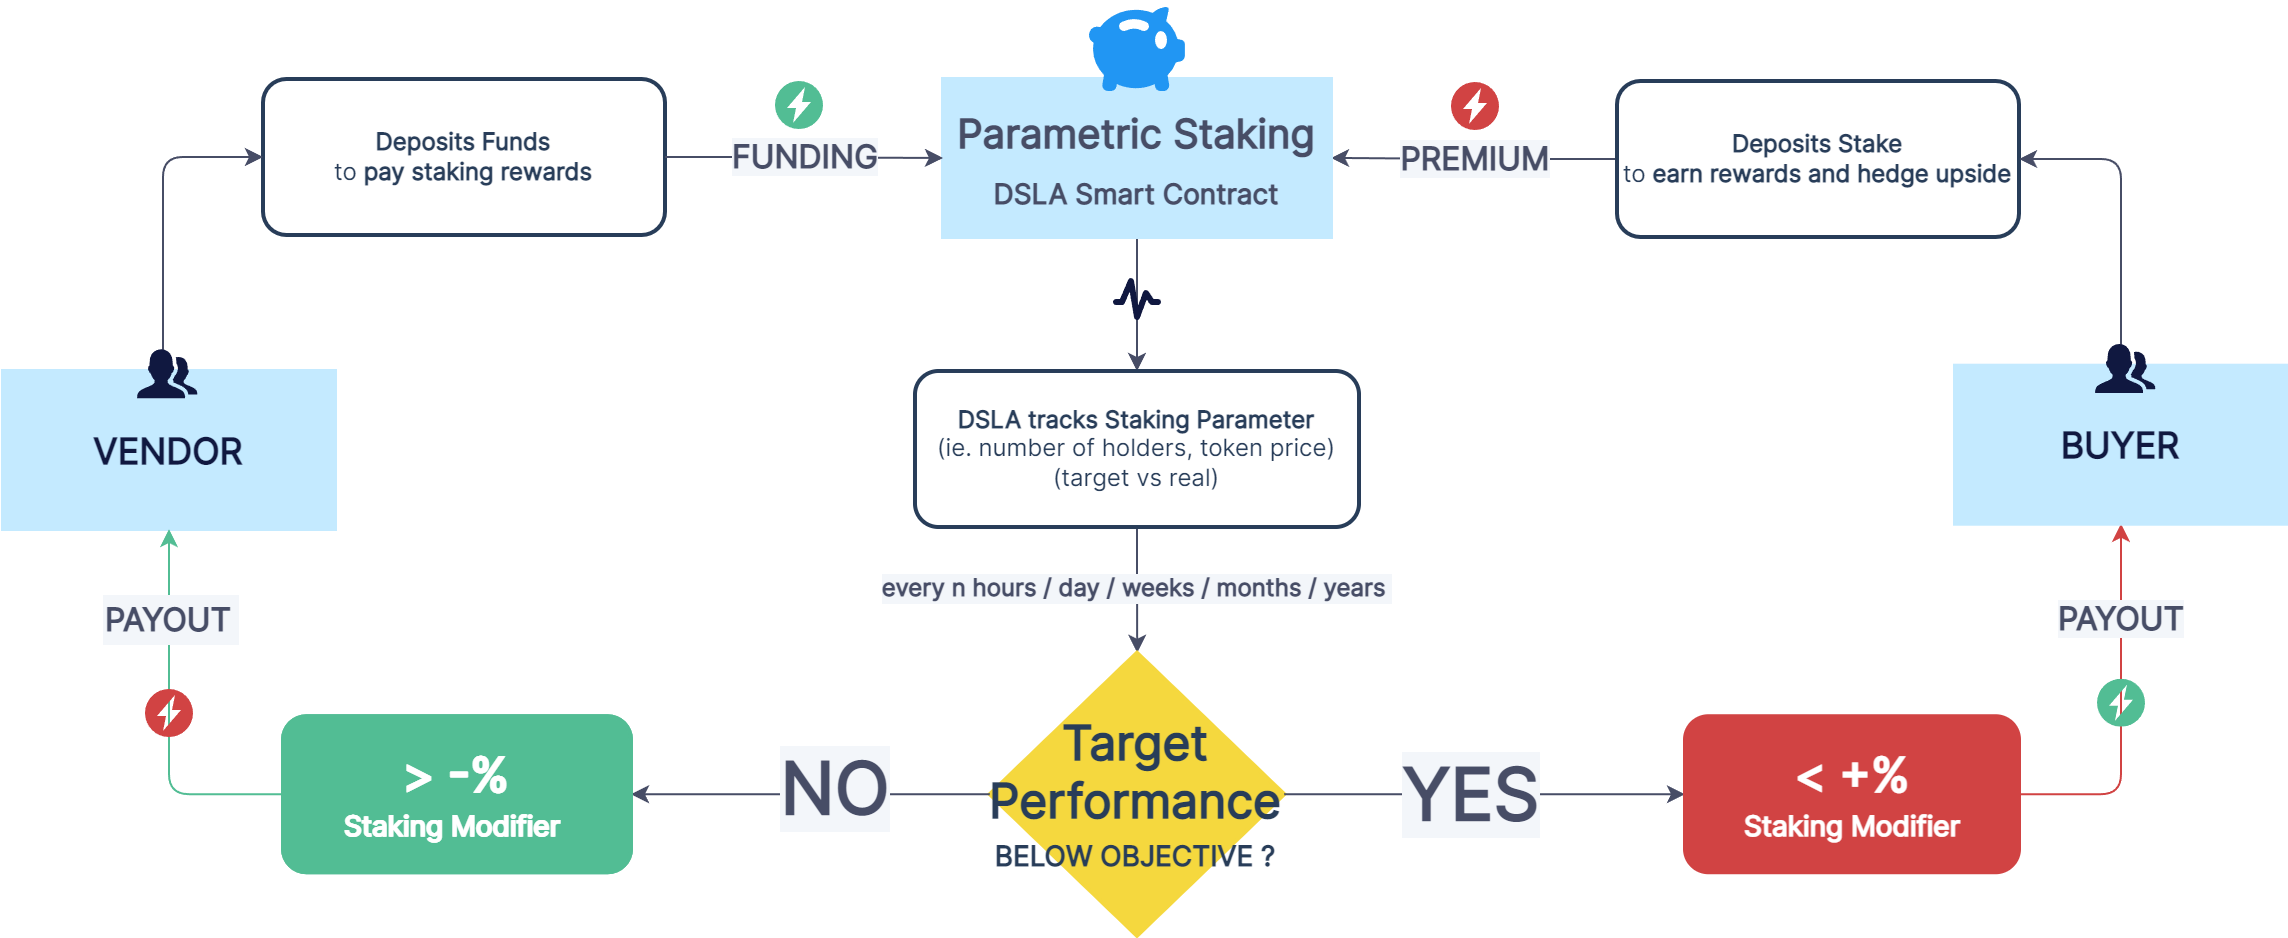 Deposits Funds
to pay staking rewards
FUNDING
Parametric Staking
DSLA Smart Contract
PREMIUM
Deposits Stake
to earn rewards and hedge upside
VENDOR
DSLA tracks Staking Parameter
(ie. number of holders, token price)
(target vs real)
BUYER
every n hours / day / weeks / months / years
PAYOUT
PAYOUT
> -%
Staking Modifier
NO
Target
Performance
BELOW OBJECTIVE ?
YES
< +%
Staking Modifier